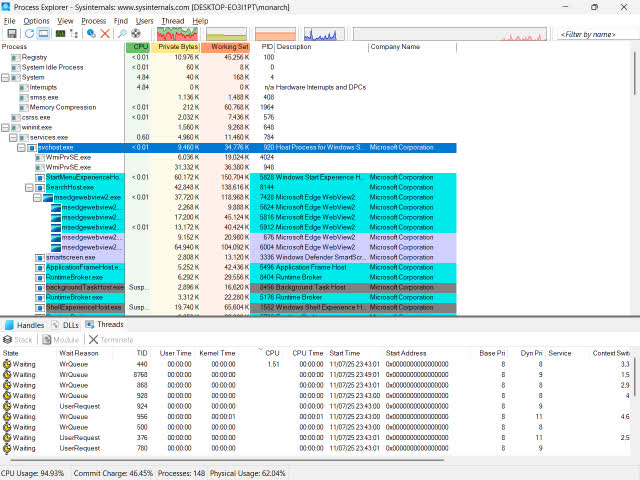 Process Explorer - Sysinternals: www.sysinternals.com [DESKTOP-EO3I1PT\monarch]
File Options View Process Find Users Thread Help
<Filter by name>
Process CPU Private Bytes Working Set PID Description Company Name
Registry < 0.01 10,976 K 45,256 K 100
System Idle Process < 0.01 60 K 8 K 0
System 4.84 40 K 168 K 4
Interrupts 4.84 0 K 0 K n/a Hardware Interrupts and DPCs
smss.exe 1,136 K 1,488 K 408
Memory Compression < 0.01 212 K 60,768 K 1964
csrss.exe < 0.01 2,032 K 7,436 K 576
wininit.exe 1,560 K 9,268 K 648
services.exe 0.60 4,960 K 11,460 K 784
svchost.exe < 0.01 9,460 K 34,776 K 920 Host Process for Windows S... Microsoft Corporation
WmiPrvSE.exe 6,036 K 19,024 K 4024
WmiPrvSE.exe 31,332 K 36,380 K 948
StartMenuExperienceHo... < 0.01 60,172 K 150,704 K 5828 Windows Start Experience H... Microsoft Corporation
SearchHost.exe 42,848 K 138,616 K 8144 Microsoft Corporation
msedgewebview2.exe < 0.01 37,720 K 118,968 K 7428 Microsoft Edge WebView2 Microsoft Corporation
msedgewebview2... 2,268 K 9,888 K 5624 Microsoft Edge WebView2 Microsoft Corporation
msedgewebview2... 17,200 K 45,124 K 5816 Microsoft Edge WebView2 Microsoft Corporation
msedgewebview2... < 0.01 13,172 K 40,424 K 5912 Microsoft Edge WebView2 Microsoft Corporation
msedgewebview2... 9,152 K 20,980 K 676 Microsoft Edge WebView2 Microsoft Corporation
msedgewebview2... 64,940 K 104,092 K 6004 Microsoft Edge WebView2 Microsoft Corporation
smartscreen.exe 2,808 K 13,120 K 3336 Windows Defender SmartScr... Microsoft Corporation
ApplicationFrameHost.e... 5,252 K 42,436 K 5496 Application Frame Host Microsoft Corporation
RuntimeBroker.exe 6,292 K 29,556 K 8404 Runtime Broker Microsoft Corporation
backgroundTaskHost.exe Susp... 2,896 K 16,620 K 8456 Background Task Host Microsoft Corporation
RuntimeBroker.exe 3,312 K 22,280 K 5176 Runtime Broker Microsoft Corporation
ShellExperienceHost.exe Susp... 19,740 K 65,604 K 1552 Windows Shell Experience H... Microsoft Corporation
Handles DLLs Threads
Stack Module Terminate
State Wait Reason TID User Time Kernel Time CPU CPU Time Start Time Start Address Base Pri Dyn Pri Service Context Swit
Waiting WrQueue 440 00:00:00 00:00:00 1.51 00:00:00 11/07/25 23:43:01 0x0000000000000000 8 8 3.3
Waiting WrQueue 8768 00:00:00 00:00:00 00:00:00 11/07/25 23:49:01 0x0000000000000000 8 9 1.5
Waiting WrQueue 868 00:00:00 00:00:00 00:00:00 11/07/25 23:43:01 0x0000000000000000 8 8 2.9
Waiting WrQueue 928 00:00:00 00:00:00 00:00:00 11/07/25 23:43:01 0x0000000000000000 8 8 4
Waiting UserRequest 924 00:00:00 00:00:00 00:00:00 11/07/25 23:43:01 0x0000000000000000 8 9
Waiting WrQueue 956 00:00:00 00:00:01 00:00:01 11/07/25 23:43:01 0x0000000000000000 8 11 4.6
Waiting WrQueue 500 00:00:00 00:00:00 00:00:00 11/07/25 23:43:01 0x0000000000000000 8 8
Waiting UserRequest 376 00:00:00 00:00:00 00:00:00 11/07/25 23:43:01 0x0000000000000000 8 11 2.5
Waiting UserRequest 780 00:00:00 00:00:00 00:00:00 11/07/25 23:43:01 0x0000000000000000 8 9
CPU Usage: 94.93% Commit Charge: 46.45% Processes: 148 Physical Usage: 62.04%